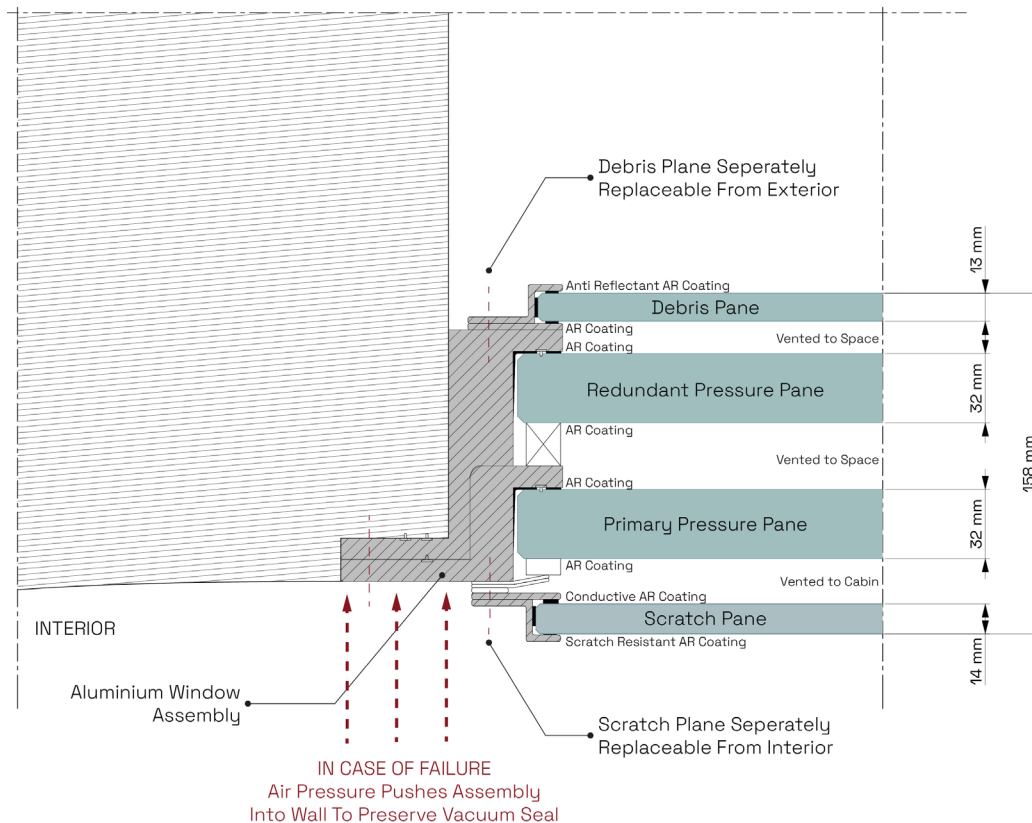 Debris Plane Seperately
Replaceable From Exterior
13 mm
Anti Reflectant AR Coating
Debris Pane
AR Coating
Vented to Space
AR Coating
Redundant Pressure Pane
32 mm
AR Coating
Vented to Space
158 mm
AR Coating
Primary Pressure Pane
32 mm
AR Coating
Vented to Cabin
Conductive AR Coating
Scratch Pane
INTERIOR
Scratch Resistant AR Coating
14 mm
Aluminium Window
Assembly
Scratch Plane Seperately
Replaceable From Interior
IN CASE OF FAILURE
Air Pressure Pushes Assembly
Into Wall To Preserve Vacuum Seal